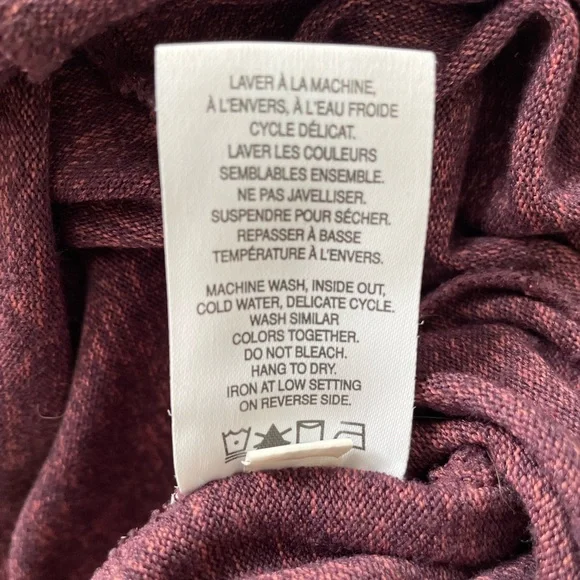 LAVER À LA MACHINE,
À L'ENVERS, À L'EAU FROIDE
CYCLE DÉLICAT.
LAVER LES COULEURS
SEMBLABLES ENSEMBLE.
NE PAS JAVELLISER.
SUSPENDRE POUR SÉCHER.
REPASSER À BASSE
TEMPÉRATURE À L'ENVERS.
MACHINE WASH, INSIDE OUT,
COLD WATER, DELICATE CYCLE.
WASH SIMILAR
COLORS TOGETHER.
DO NOT BLEACH.
HANG TO DRY.
IRON AT LOW SETTING
ON REVERSE SIDE.